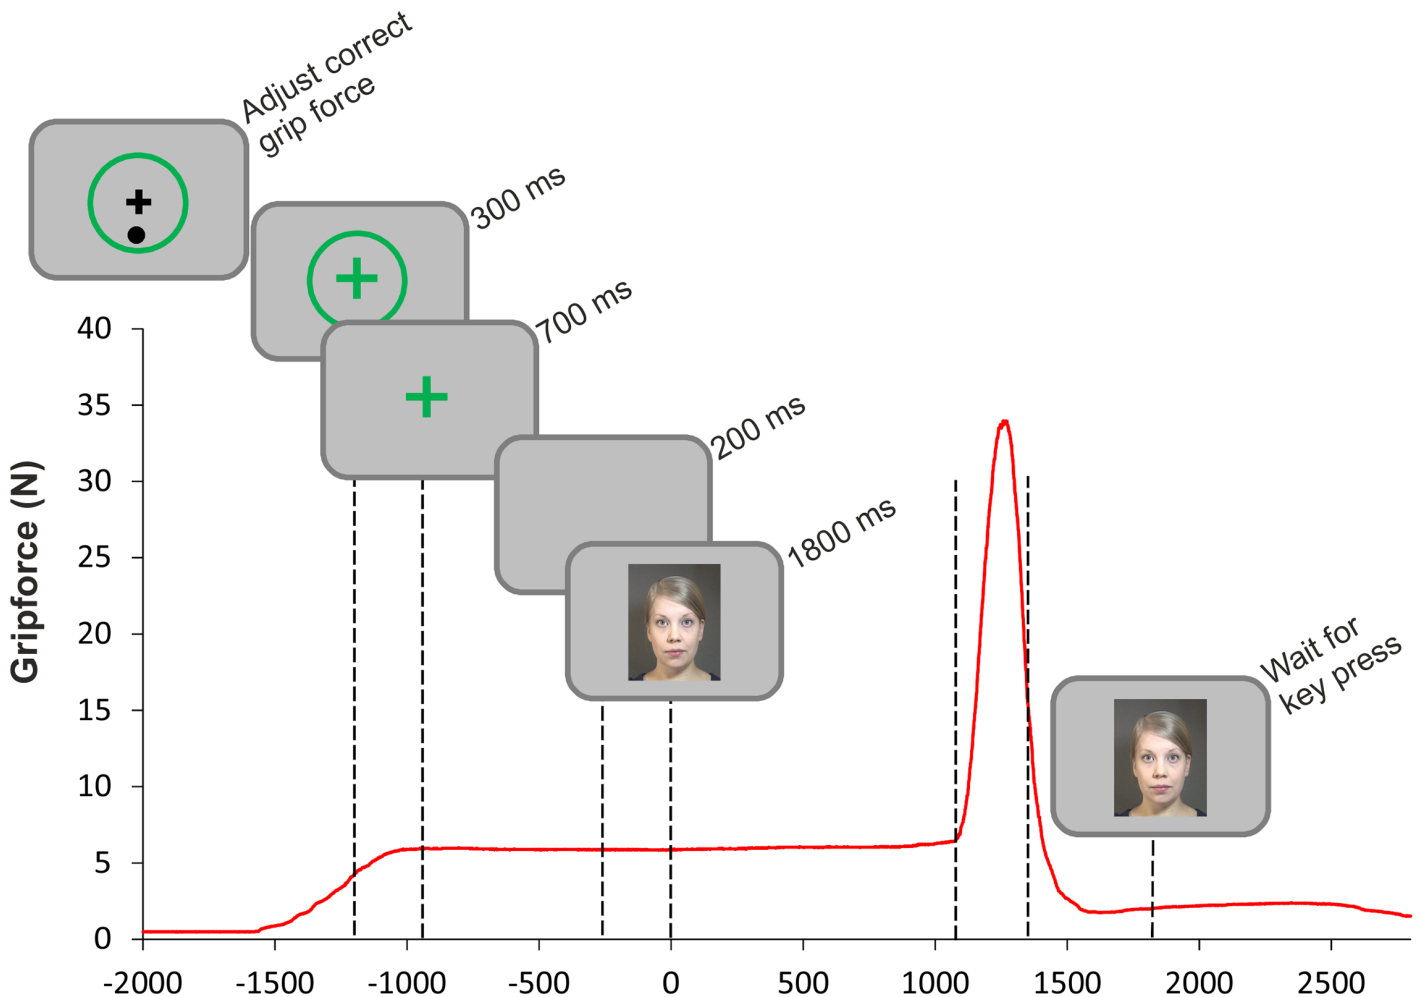 Adjust correct
grip force
300 ms
700 ms
200 ms
1800 ms
Wait for
key press
Gripforce (N)
40
35
30
25
20
15
10
5
0
-2000 -1500 -1000 -500 0 500 1000 1500 2000 2500